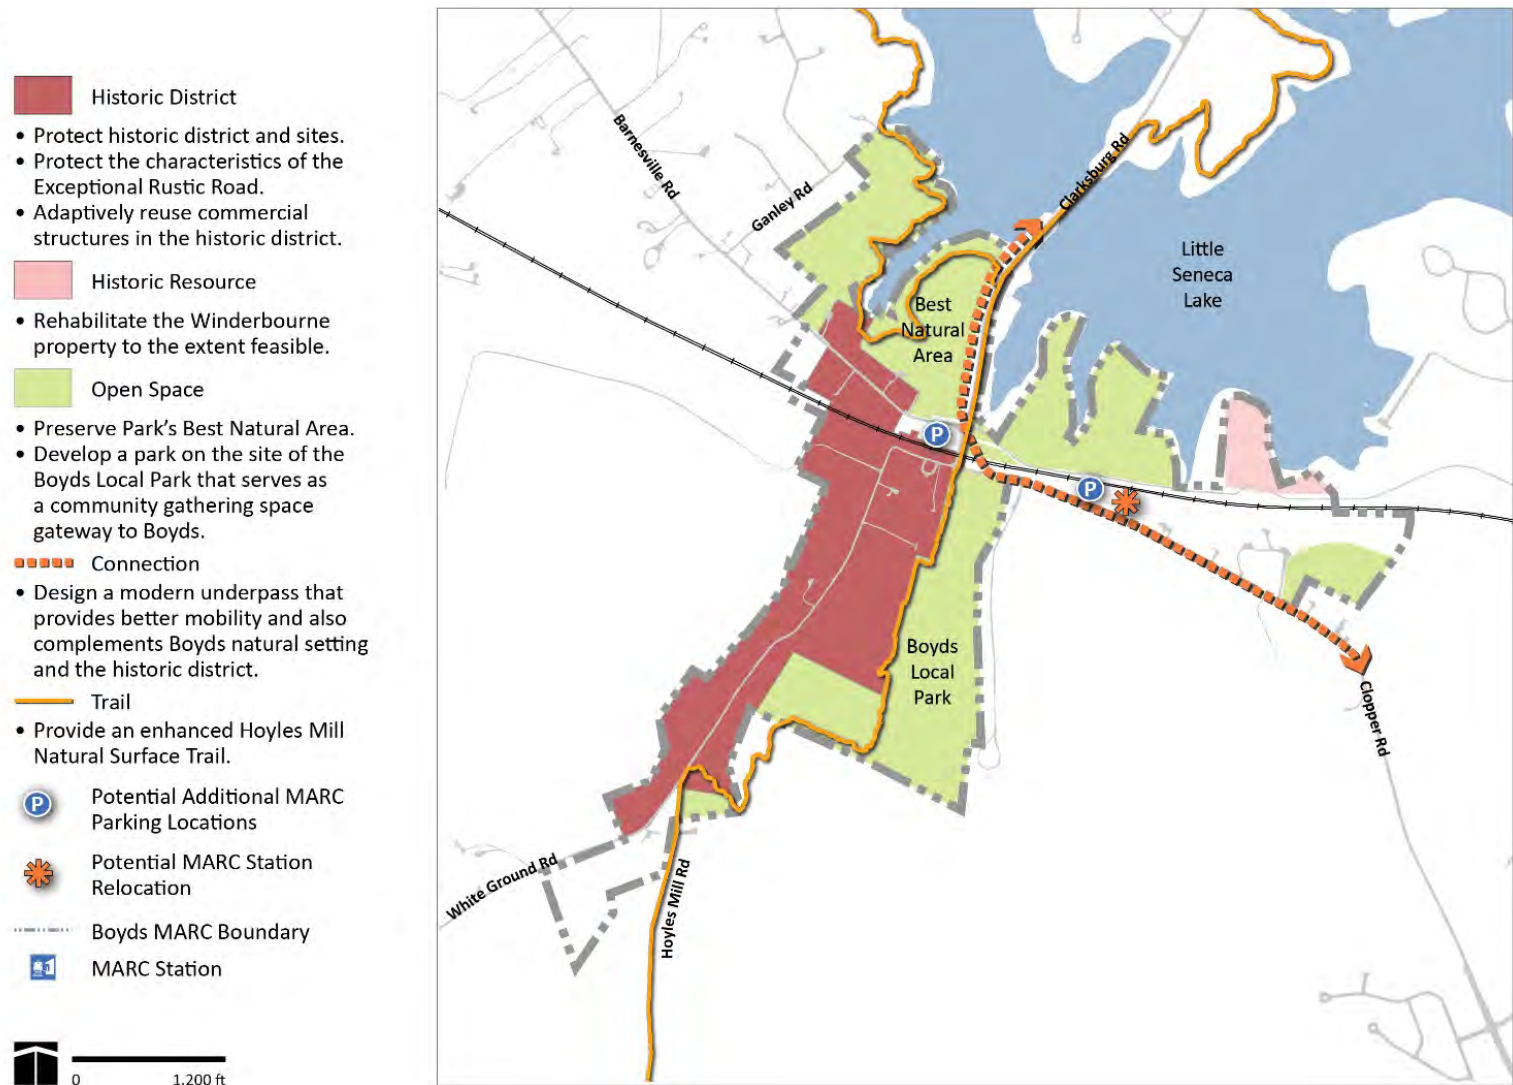 Historic District
• Protect historic district and sites.
• Protect the characteristics of the
Exceptional Rustic Road.
• Adaptively reuse commercial
structures in the historic district.
Historic Resource
• Rehabilitate the Winderbourne
property to the extent feasible.
Open Space
• Preserve Park's Best Natural Area.
• Develop a park on the site of the
Boyds Local Park that serves as
a community gathering space
gateway to Boyds.
Connection
• Design a modern underpass that
provides better mobility and also
complements Boyds natural setting
and the historic district.
Trail
• Provide an enhanced Hoyles Mill
Natural Surface Trail.
P
Potential Additional MARC
Parking Locations
Potential MARC Station
Relocation
Boyds MARC Boundary
MARC Station
0 1,200 ft
Barnesville Rd
Ganley Rd
Clarksburg Rd
Little
Seneca
Lake
Best
Natural
Area
P
P
Boyds
Local
Park
Clopper Rd
White Ground Rd
Hoyles Mill Rd